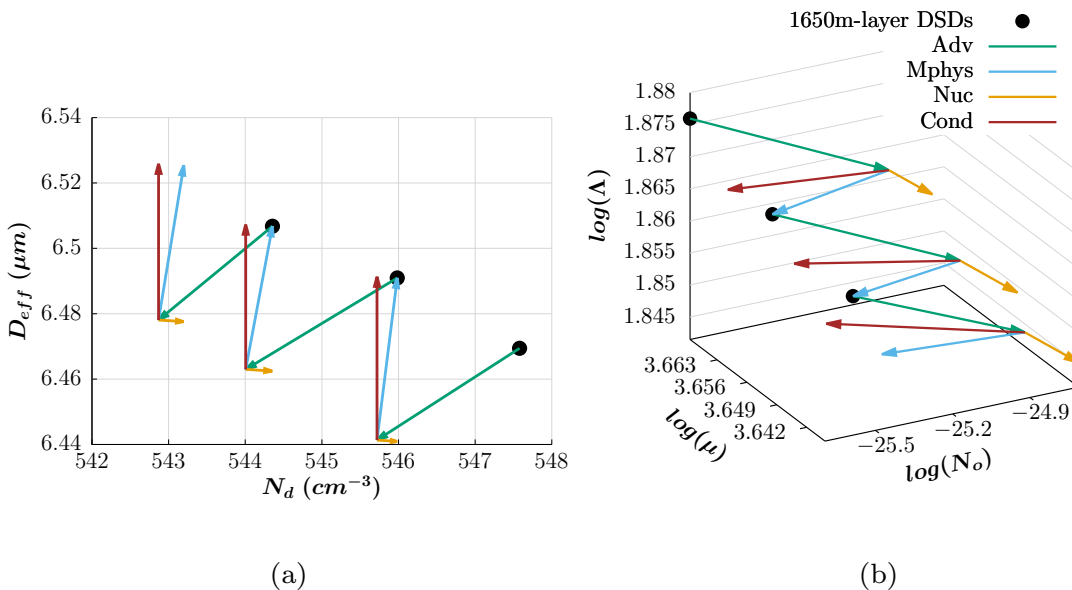 1650m-layer DSDs
Adv
Mphys
Nuc
Cond
6.54
6.52
6.5
6.48
6.46
6.44
D_{eff} (μm)
542 543 544 545 546 547 548
N_d (cm^{-3})
(a)
1.88
1.875
1.87
1.865
1.86
1.855
1.85
1.845
log(Λ)
3.663
3.656
3.649
3.642
log(μ)
−25.5
−25.2
−24.9
log(N_o)
(b)